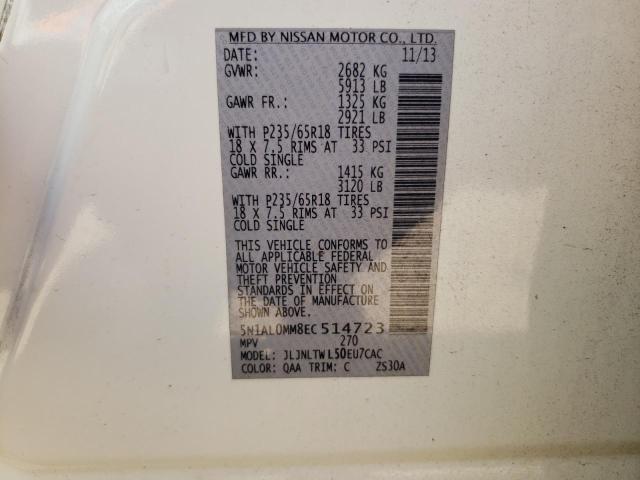 MFD BY NISSAN MOTOR CO., LTD.
DATE: 11/13
GVWR: 2682 KG
5913 LB
GAWR FR.: 1325 KG
2921 LB
WITH P235/65R18 TIRES
18 X 7.5 RIMS AT 33 PSI
COLD SINGLE
GAWR RR.: 1415 KG
3120 LB
WITH P235/65R18 TIRES
18 X 7.5 RIMS AT 33 PSI
COLD SINGLE
THIS VEHICLE CONFORMS TO
ALL APPLICABLE FEDERAL
MOTOR VEHICLE SAFETY AND
THEFT PREVENTION
STANDARDS IN EFFECT ON
THE DATE OF MANUFACTURE
SHOWN ABOVE.
5N1AL0MM8EC514723
MPV 270
MODEL: JLJNLTWL50EU7CAC
COLOR: QAA TRIM: C ZS30A